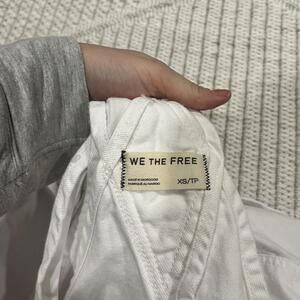 WE THE FREE
MADE IN MOROCCO
FABRIQUÉ AU MAROC
XS/TP